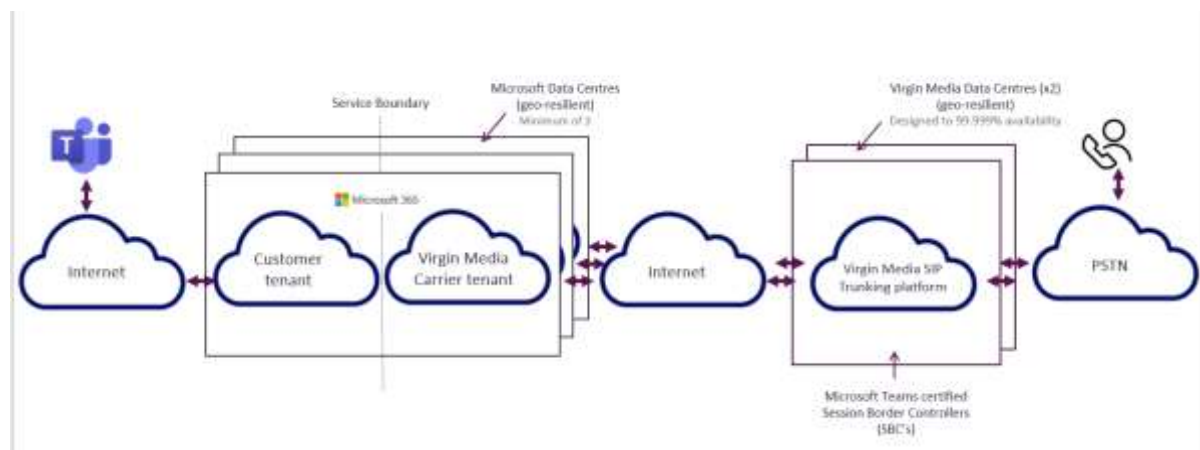 Microsoft Data Centres
(geo-resilient)
Minimum of 3
Service Boundary
Virgin Media Data Centres (x2)
(geo-resilient)
Designed to 99.999% availability
T
Microsoft 365
Internet
Customer
tenant
Virgin Media
Carrier tenant
Internet
Virgin Media SIP
Trunking platform
PSTN
Microsoft Teams certified
Session Border Controllers
(SBC's)